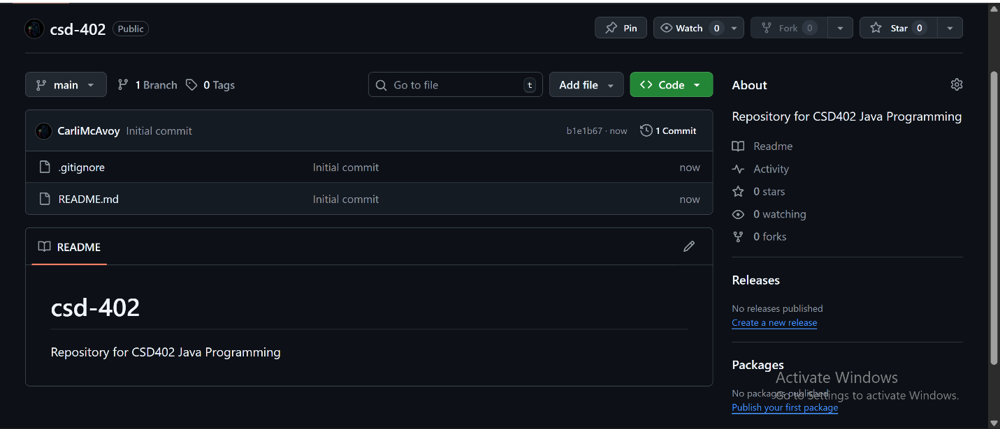 csd-402 Public Pin Watch 0 Fork 0 Star 0
main 1 Branch 0 Tags Go to file t Add file Code
CarliMcAvoy Initial commit b1e1b67 · now 1 Commit
.gitignore Initial commit now
README.md Initial commit now
README
csd-402
Repository for CSD402 Java Programming
About
Repository for CSD402 Java Programming
Readme
Activity
0 stars
0 watching
0 forks
Releases
No releases published
Create a new release
Packages
No packages published
Publish your first package
Activate Windows
Go to Settings to activate Windows.